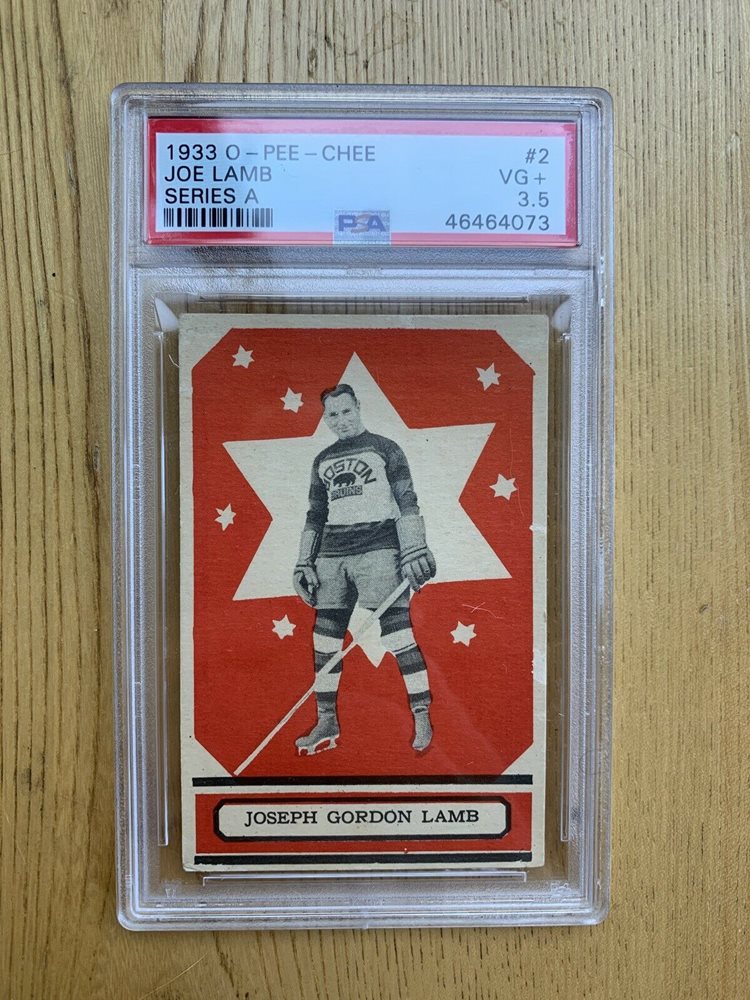 1933 O-PEE-CHEE #2
JOE LAMB VG+
SERIES A 3.5
PSA 46464073
BOSTON
BRUINS
JOSEPH GORDON LAMB